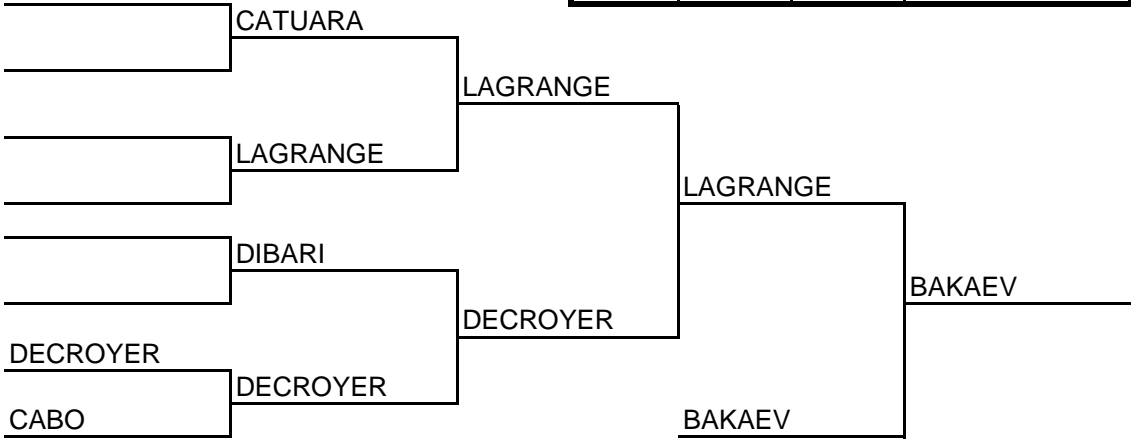 CATUARA
LAGRANGE
LAGRANGE
LAGRANGE
DIBARI
BAKAEV
DECROYER
DECROYER
DECROYER
CABO
BAKAEV